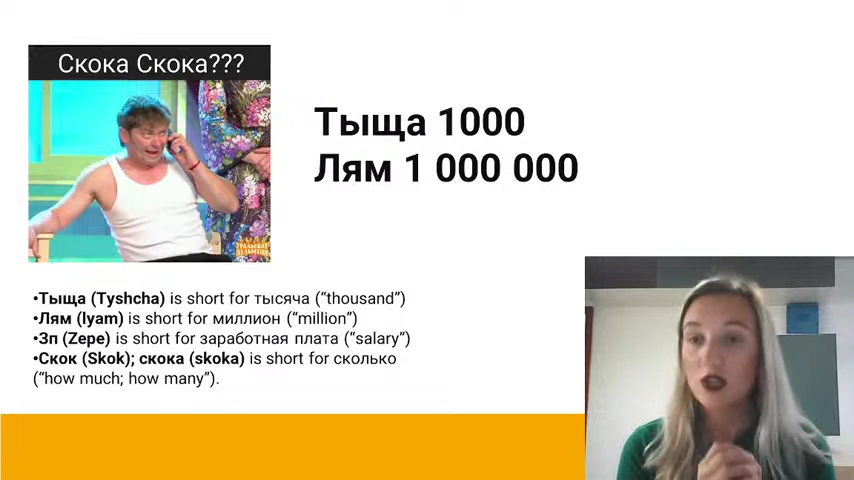 Скока Скока???
Тыща 1000
Лям 1 000 000
УРАЛЬСКИЕ
ПЕЛЬМЕНИ
•Тыща (Tyshcha) is short for тысяча (“thousand”)
•Лям (lyam) is short for миллион (“million”)
•Зп (Zepe) is short for заработная плата (“salary”)
•Скок (Skok); скока (skoka) is short for сколько
(“how much; how many”).